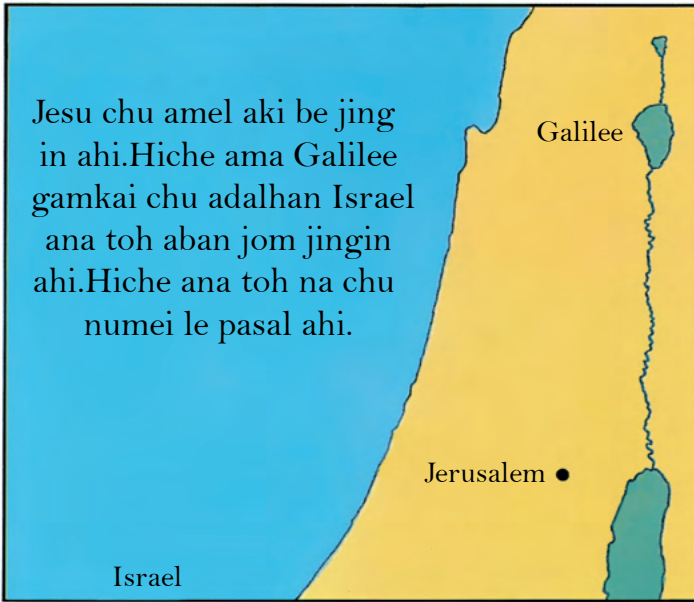 Jesu chu amel aki be jing
in ahi.Hiche ama Galilee
gamkai chu adalhan Israel
ana toh aban jom jingin
ahi.Hiche ana toh na chu
numei le pasal ahi.
Galilee
Jerusalem
Israel